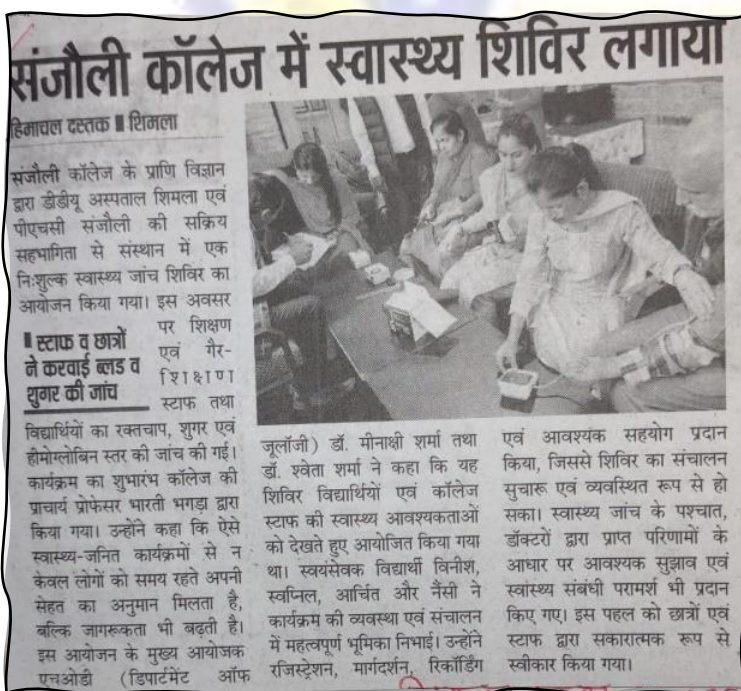 संजौली कॉलेज में स्वास्थ्य शिविर लगाया
हिमाचल दस्तक ■ शिमला
संजौली कॉलेज के प्राणि विज्ञान
द्वारा डीडीयू अस्पताल शिमला एवं
पीएचसी संजौली की सक्रिय
सहभागिता से संस्थान में एक
निःशुल्क स्वास्थ्य जांच शिविर का
आयोजन किया गया। इस अवसर
पर शिक्षण
एवं गैर-
शिक्षण
स्टाफ तथा
■ स्टाफ व छात्रों
ने करवाई ब्लड व
शुगर की जांच
विद्यार्थियों का रक्तचाप, शुगर एवं
हीमोग्लोबिन स्तर की जांच की गई।
कार्यक्रम का शुभारंभ कॉलेज की
प्राचार्य प्रोफेसर भारती भगड़ा द्वारा
किया गया। उन्होंने कहा कि ऐसे
स्वास्थ्य-जनित कार्यक्रमों से न
केवल लोगों को समय रहते अपनी
सेहत का अनुमान मिलता है,
बल्कि जागरूकता भी बढ़ती है।
इस आयोजन के मुख्य आयोजक
एचओडी (डिपार्टमेंट ऑफ
जूलॉजी) डॉ. मीनाक्षी शर्मा तथा
डॉ. श्वेता शर्मा ने कहा कि यह
शिविर विद्यार्थियों एवं कॉलेज
स्टाफ की स्वास्थ्य आवश्यकताओं
को देखते हुए आयोजित किया गया
था। स्वयंसेवक विद्यार्थी विनीश,
स्वप्निल, आर्चित और नैंसी ने
कार्यक्रम की व्यवस्था एवं संचालन
में महत्वपूर्ण भूमिका निभाई। उन्होंने
रजिस्ट्रेशन, मार्गदर्शन, रिकॉर्डिंग
एवं आवश्यक सहयोग प्रदान
किया, जिससे शिविर का संचालन
सुचारू एवं व्यवस्थित रूप से हो
सका। स्वास्थ्य जांच के पश्चात,
डॉक्टरों द्वारा प्राप्त परिणामों के
आधार पर आवश्यक सुझाव एवं
स्वास्थ्य संबंधी परामर्श भी प्रदान
किए गए। इस पहल को छात्रों एवं
स्टाफ द्वारा सकारात्मक रूप से
स्वीकार किया गया।